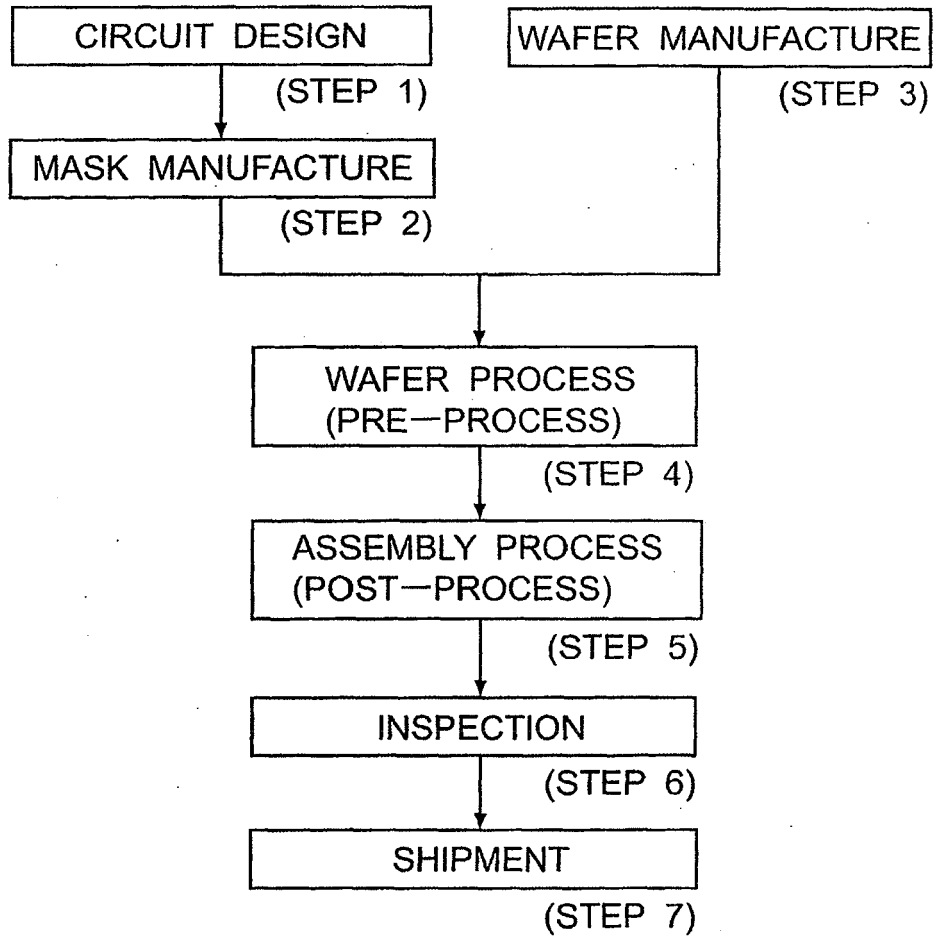 CIRCUIT DESIGN
(STEP 1)
WAFER MANUFACTURE
(STEP 3)
MASK MANUFACTURE
(STEP 2)
WAFER PROCESS
(PRE—PROCESS)
(STEP 4)
ASSEMBLY PROCESS
(POST—PROCESS)
(STEP 5)
INSPECTION
(STEP 6)
SHIPMENT
(STEP 7)